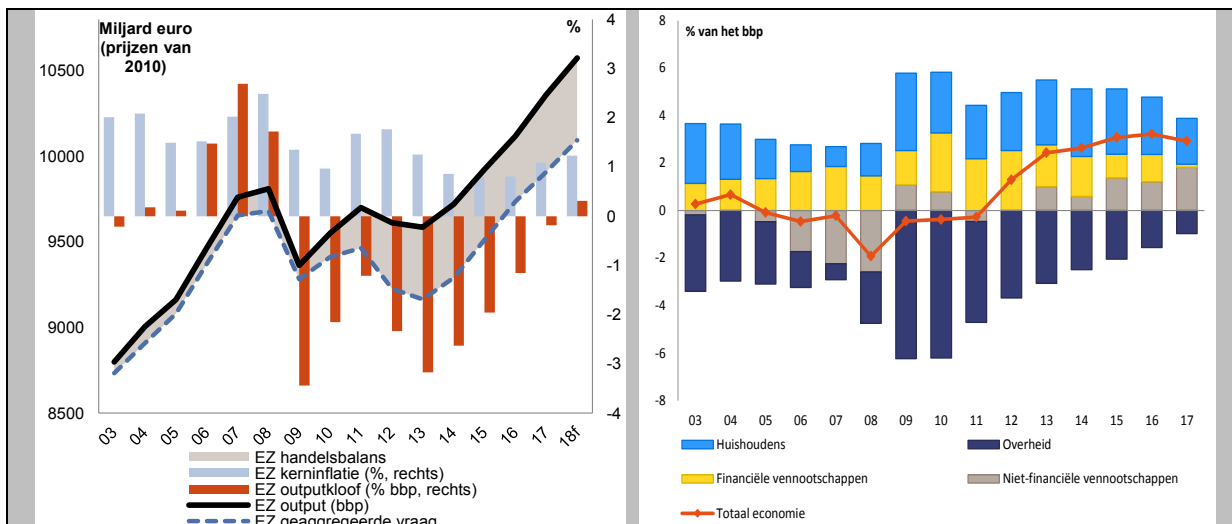 Miljard euro
(prijzen van
2010)
%
10500
10000
9500
9000
8500
4
3
2
1
0
-1
-2
-3
-4
03 04 05 06 07 08 09 10 11 12 13 14 15 16 17 18f
EZ handelsbalans
EZ kerninflatie (%, rechts)
EZ outputkloof (% bbp, rechts)
EZ output (bbp)
EZ geaggregeerde vraag
% van het bbp
8
6
4
2
0
-2
-4
-6
-8
03 04 05 06 07 08 09 10 11 12 13 14 15 16 17
Huishoudens
Overheid
Financiële vennootschappen
Niet-financiële vennootschappen
Totaal economie